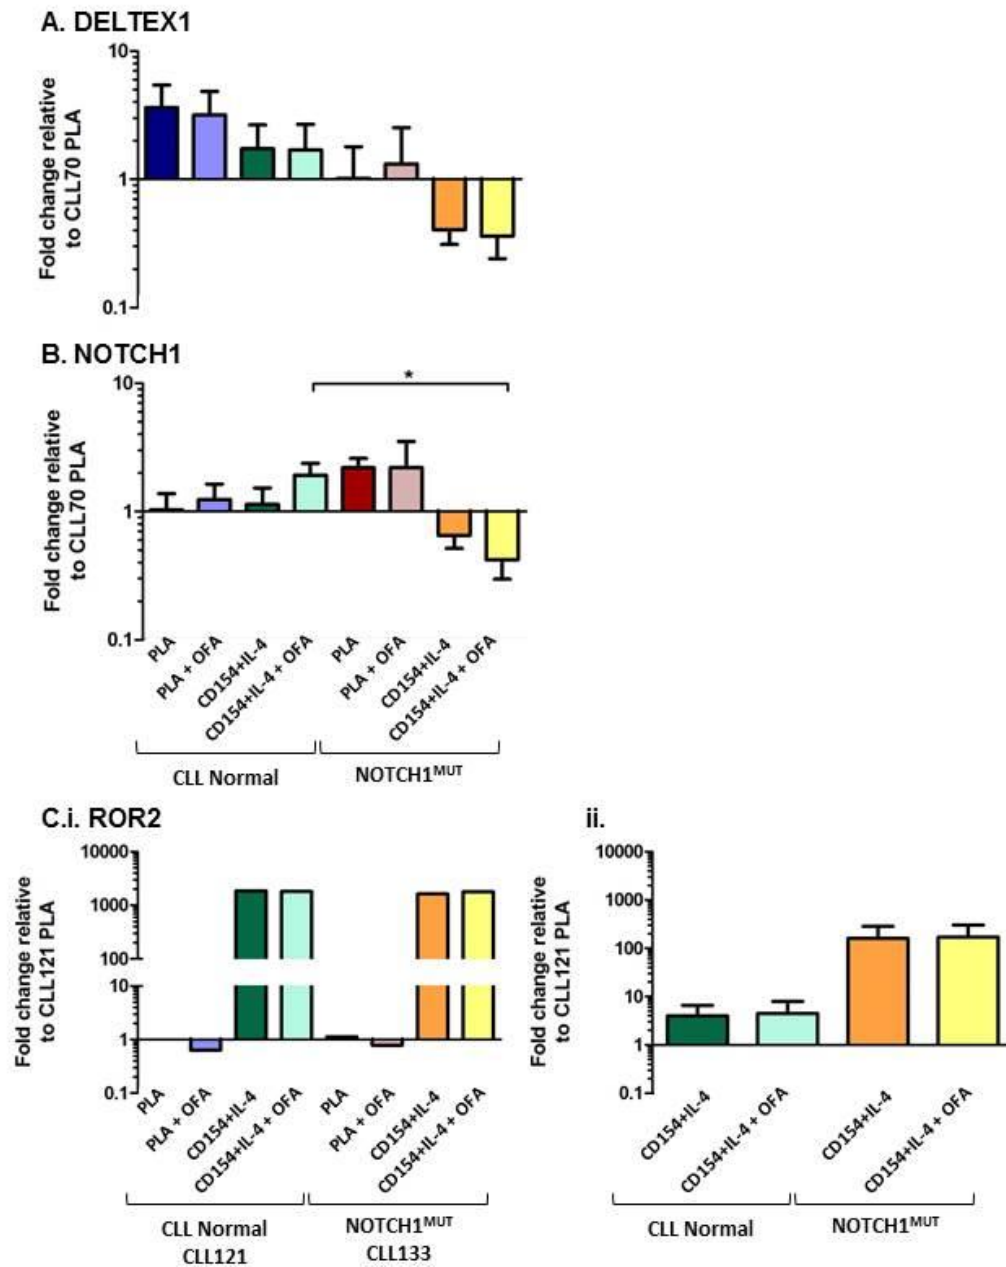 A. DELTEX1
Fold change relative
to CLL70 PLA
10
1
0.1
B. NOTCH1
Fold change relative
to CLL70 PLA
10
1
0.1
*
PLA
PLA + OFA
CD154+IL-4
CD154+IL-4 + OFA
PLA
PLA + OFA
CD154+IL-4
CD154+IL-4 + OFA
CLL Normal
NOTCH1MUT
C.i. ROR2
Fold change relative
to CLL121 PLA
10000
1000
100
10
1
0.1
PLA
PLA + OFA
CD154+IL-4
CD154+IL-4 + OFA
PLA
PLA + OFA
CD154+IL-4
CD154+IL-4 + OFA
CLL Normal
CLL121
NOTCH1MUT
CLL133
ii.
Fold change relative
to CLL121 PLA
10000
1000
100
10
1
0.1
CD154+IL-4
CD154+IL-4 + OFA
CD154+IL-4
CD154+IL-4 + OFA
CLL Normal
NOTCH1MUT